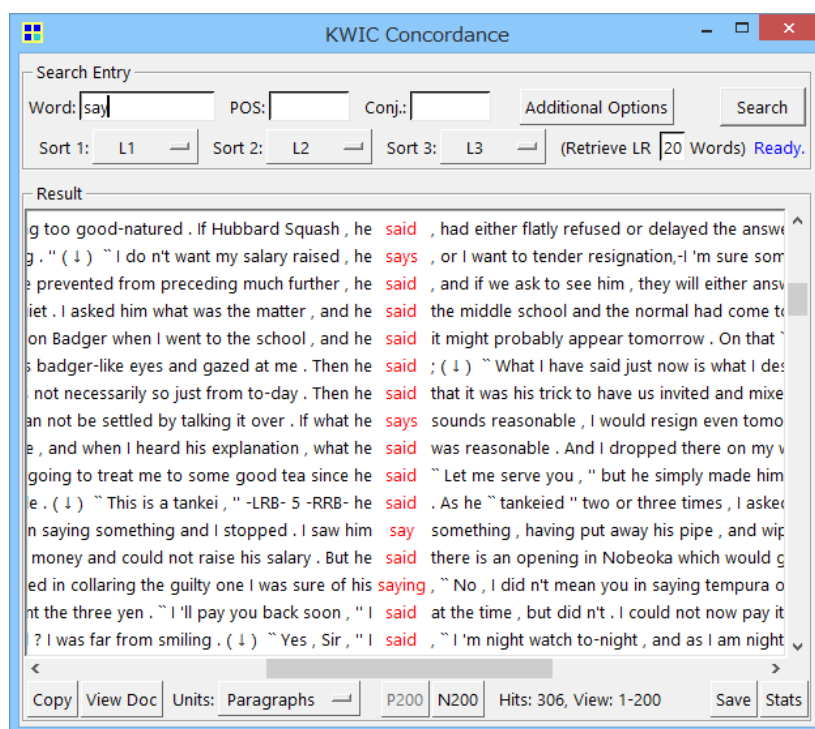 KWIC Concordance
Search Entry
Word: say POS: Conj.: Additional Options Search
Sort 1: L1 Sort 2: L2 Sort 3: L3 (Retrieve LR 20 Words) Ready.
Result
g too good-natured . If Hubbard Squash , he said , had either flatly refused or delayed the answe
. " (↓) `` I do n't want my salary raised , he says , or I want to tender resignation,-I 'm sure som
prevented from preceding much further , he said , and if we ask to see him , they will either answ
iet . I asked him what was the matter , and he said the middle school and the normal had come to
on Badger when I went to the school , and he said it might probably appear tomorrow . On that `
s badger-like eyes and gazed at me . Then he said ; (↓) `` What I have said just now is what I des
not necessarily so just from to-day . Then he said that it was his trick to have us invited and mixe
an not be settled by talking it over . If what he says sounds reasonable , I would resign even tomo
e , and when I heard his explanation , what he said was reasonable . And I dropped there on my w
going to treat me to some good tea since he said `` Let me serve you , '' but he simply made him
le . (↓) `` This is a tankei , '' -LRB- 5 -RRB- he said . As he `` tankeied '' two or three times , I asked
n saying something and I stopped . I saw him say something , having put away his pipe , and wip
money and could not raise his salary . But he said there is an opening in Nobeoka which would g
ed in collaring the guilty one I was sure of his saying , `` No , I did n't mean you in saying tempura o
nt the three yen . `` I 'll pay you back soon , '' I said at the time , but did n't . I could not now pay it
? I was far from smiling . (↓) `` Yes , Sir , '' I said , `` I 'm night watch to-night , and as I am night
Copy View Doc Units: Paragraphs P200 N200 Hits: 306, View: 1-200 Save Stats